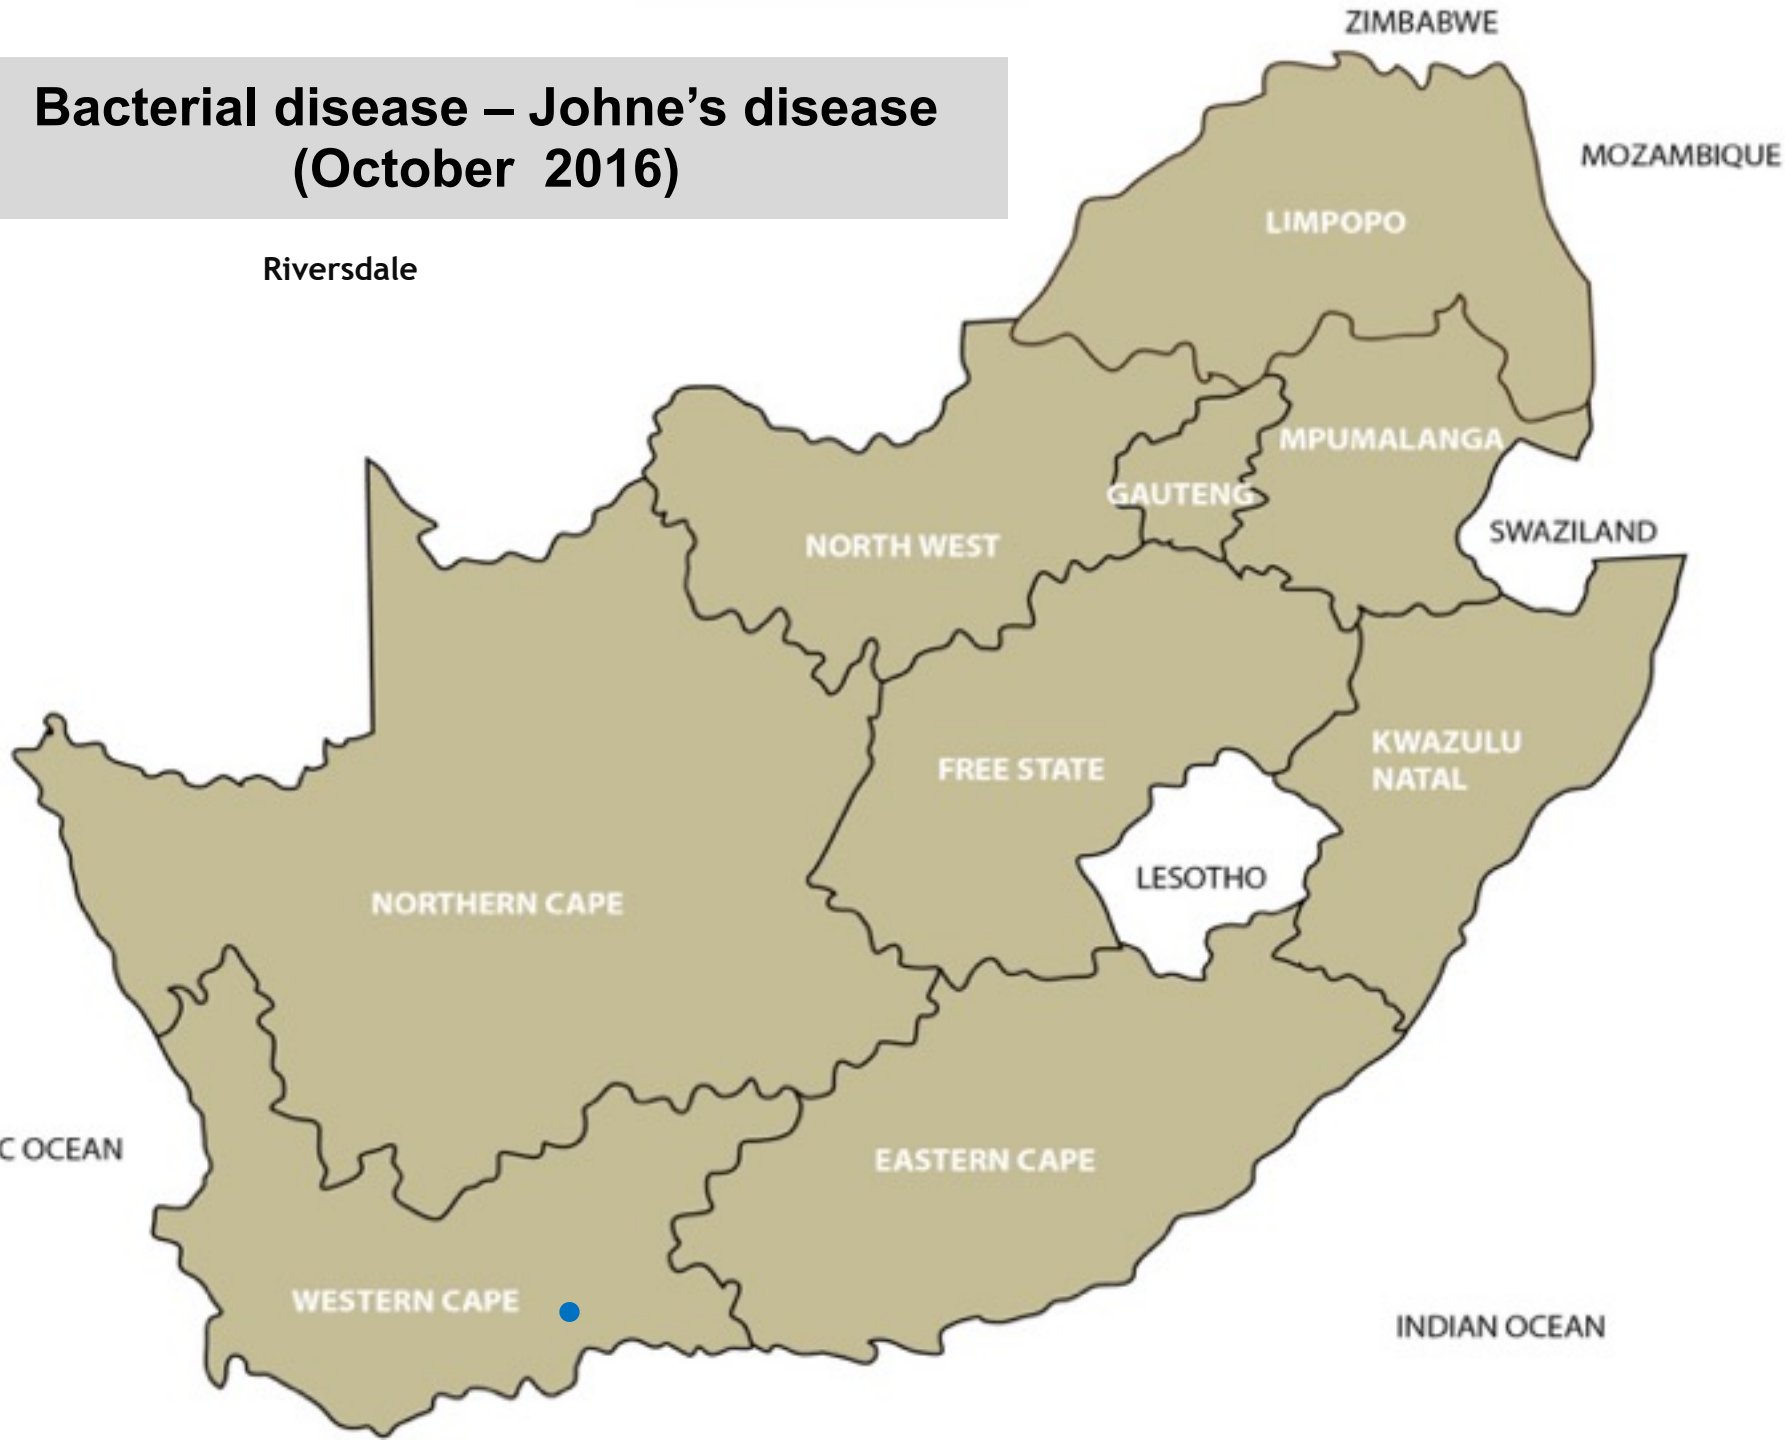 ZIMBABWE
Bacterial disease – Johne’s disease
(October 2016)
MOZAMBIQUE
LIMPOPO
Riversdale
MPUMALANGA
GAUTENG
SWAZILAND
NORTH WEST
KWAZULU
NATAL
FREE STATE
LESOTHO
NORTHERN CAPE
C OCEAN
EASTERN CAPE
WESTERN CAPE
INDIAN OCEAN